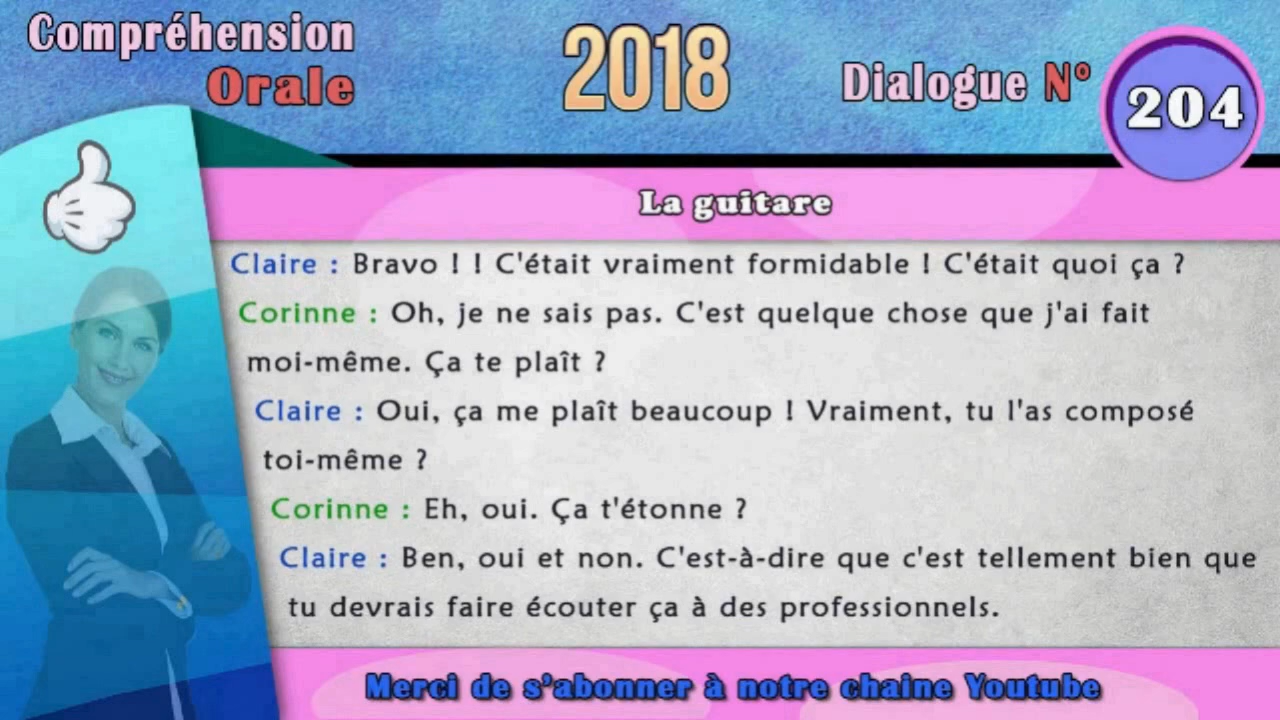 Compréhension
Orale
2018
Dialogue N°
204
La guitare
Claire : Bravo ! ! C'était vraiment formidable ! C'était quoi ça ?
Corinne : Oh, je ne sais pas. C'est quelque chose que j'ai fait
moi-même. Ça te plaît ?
Claire : Oui, ça me plaît beaucoup ! Vraiment, tu l'as composé
toi-même ?
Corinne : Eh, oui. Ça t'étonne ?
Claire : Ben, oui et non. C'est-à-dire que c'est tellement bien que
tu devrais faire écouter ça à des professionnels.
Merci de s'abonner à notre chaine Youtube